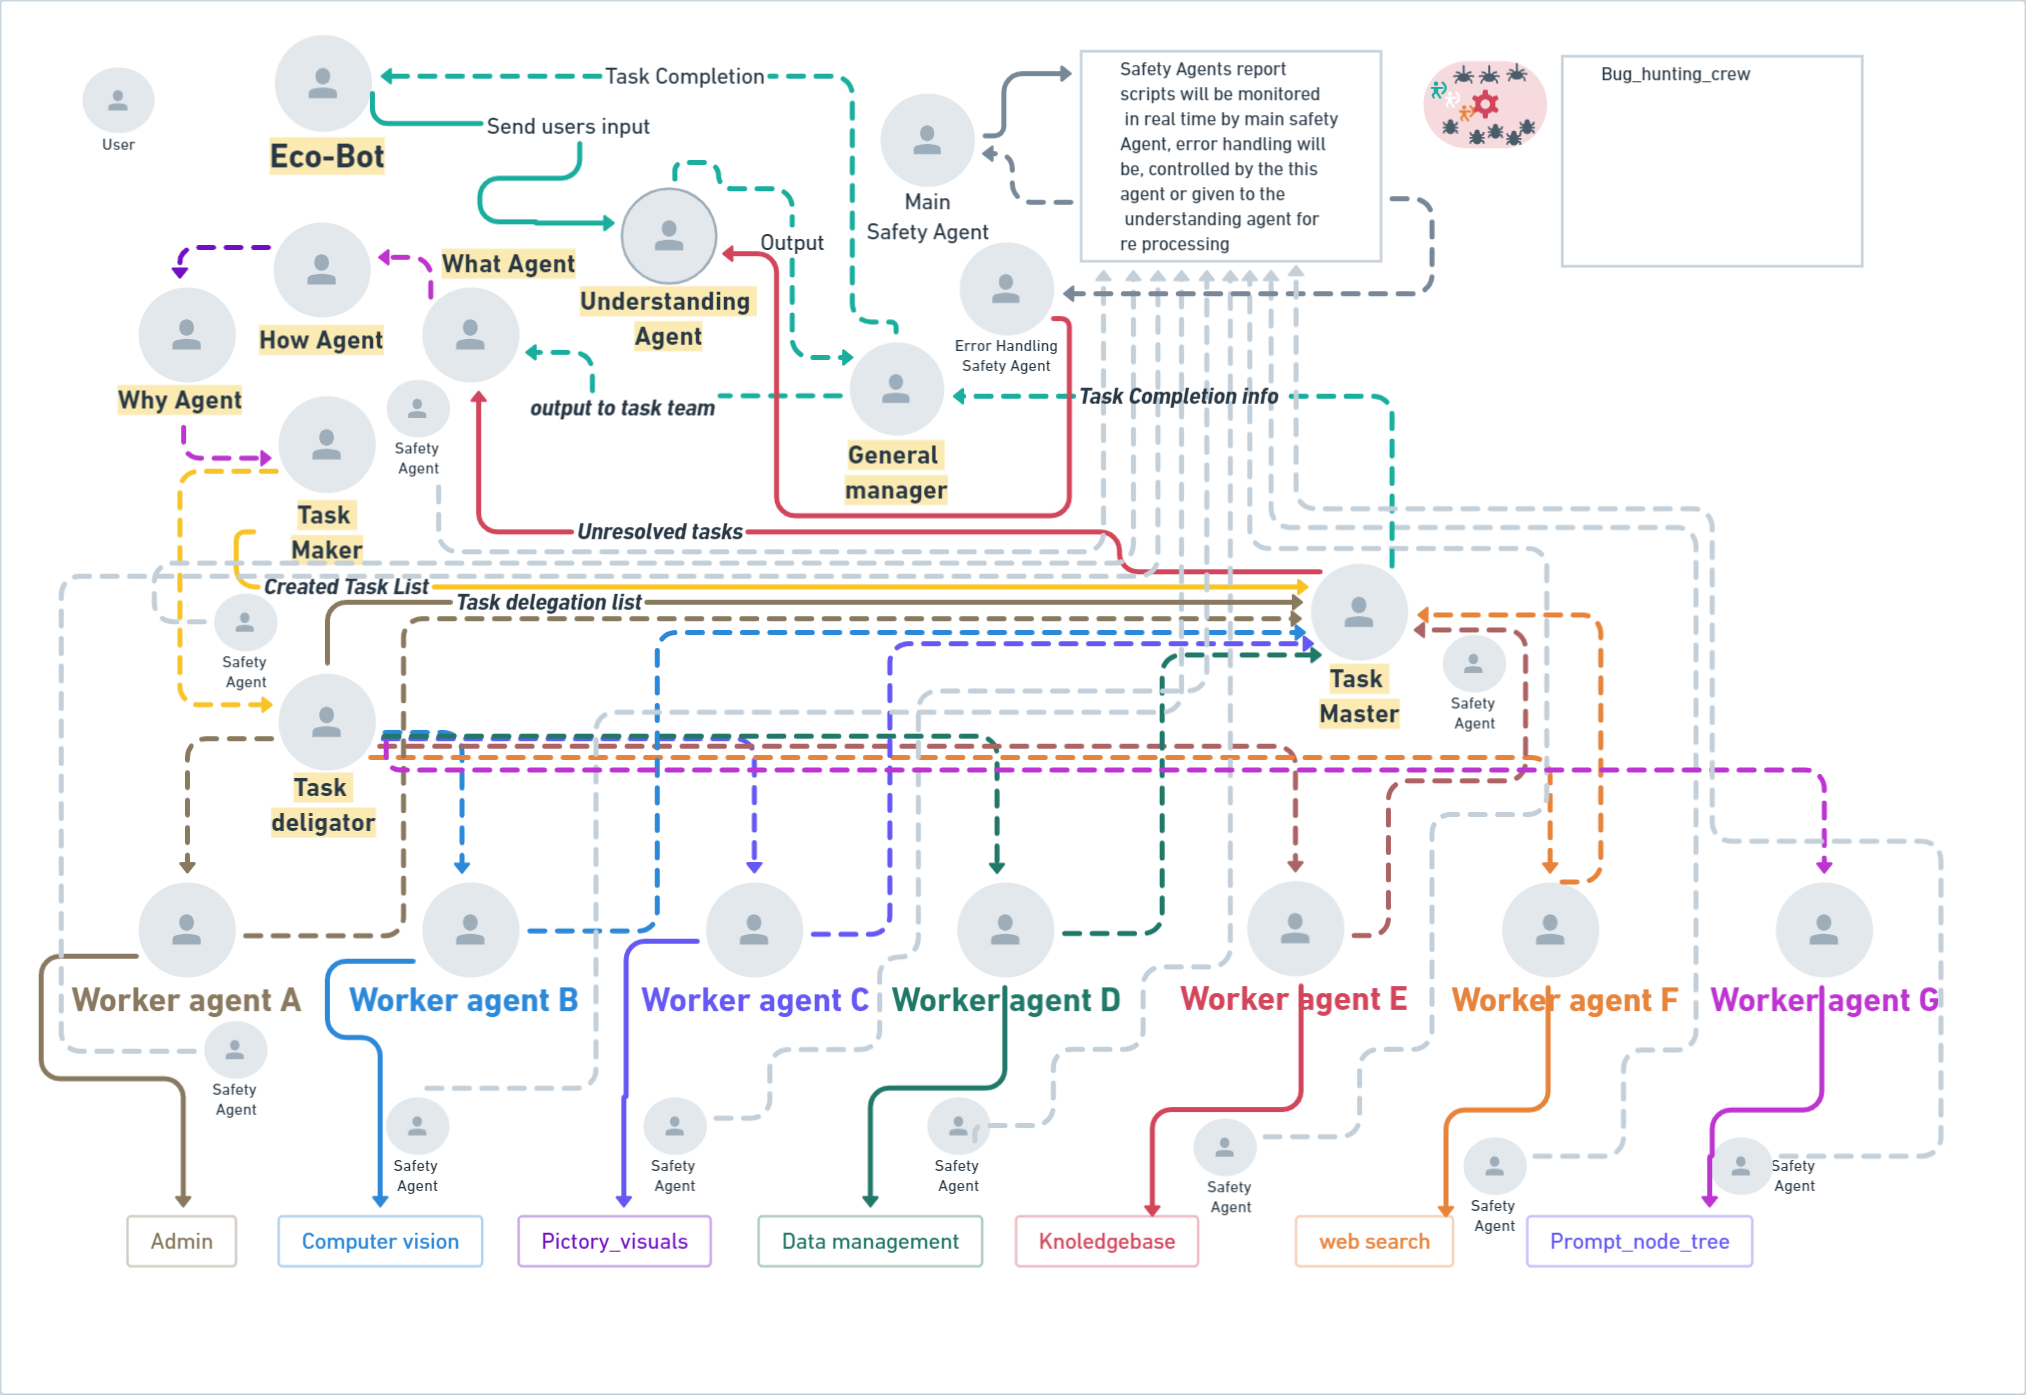 User
Eco-Bot
Task Completion
Send users input
Output
Understanding
Agent
What Agent
How Agent
Why Agent
Main
Safety Agent
Safety Agents report
scripts will be monitored
in real time by main safety
Agent, error handling will
be, controlled by the this
agent or given to the
understanding agent for
re processing
Bug_hunting_crew
Error Handling
Safety Agent
output to task team
Task Completion info
General
manager
Safety
Agent
Task
Maker
Unresolved tasks
Created Task List
Task delegation list
Safety
Agent
Task
Master
Safety
Agent
Task
deligator
Worker agent A
Worker agent B
Worker agent C
Worker agent D
Worker agent E
Worker agent F
Worker agent G
Safety
Agent
Safety
Agent
Safety
Agent
Safety
Agent
Safety
Agent
Safety
Agent
Safety
Agent
Admin
Computer vision
Pictory_visuals
Data management
Knoledgebase
web search
Prompt_node_tree